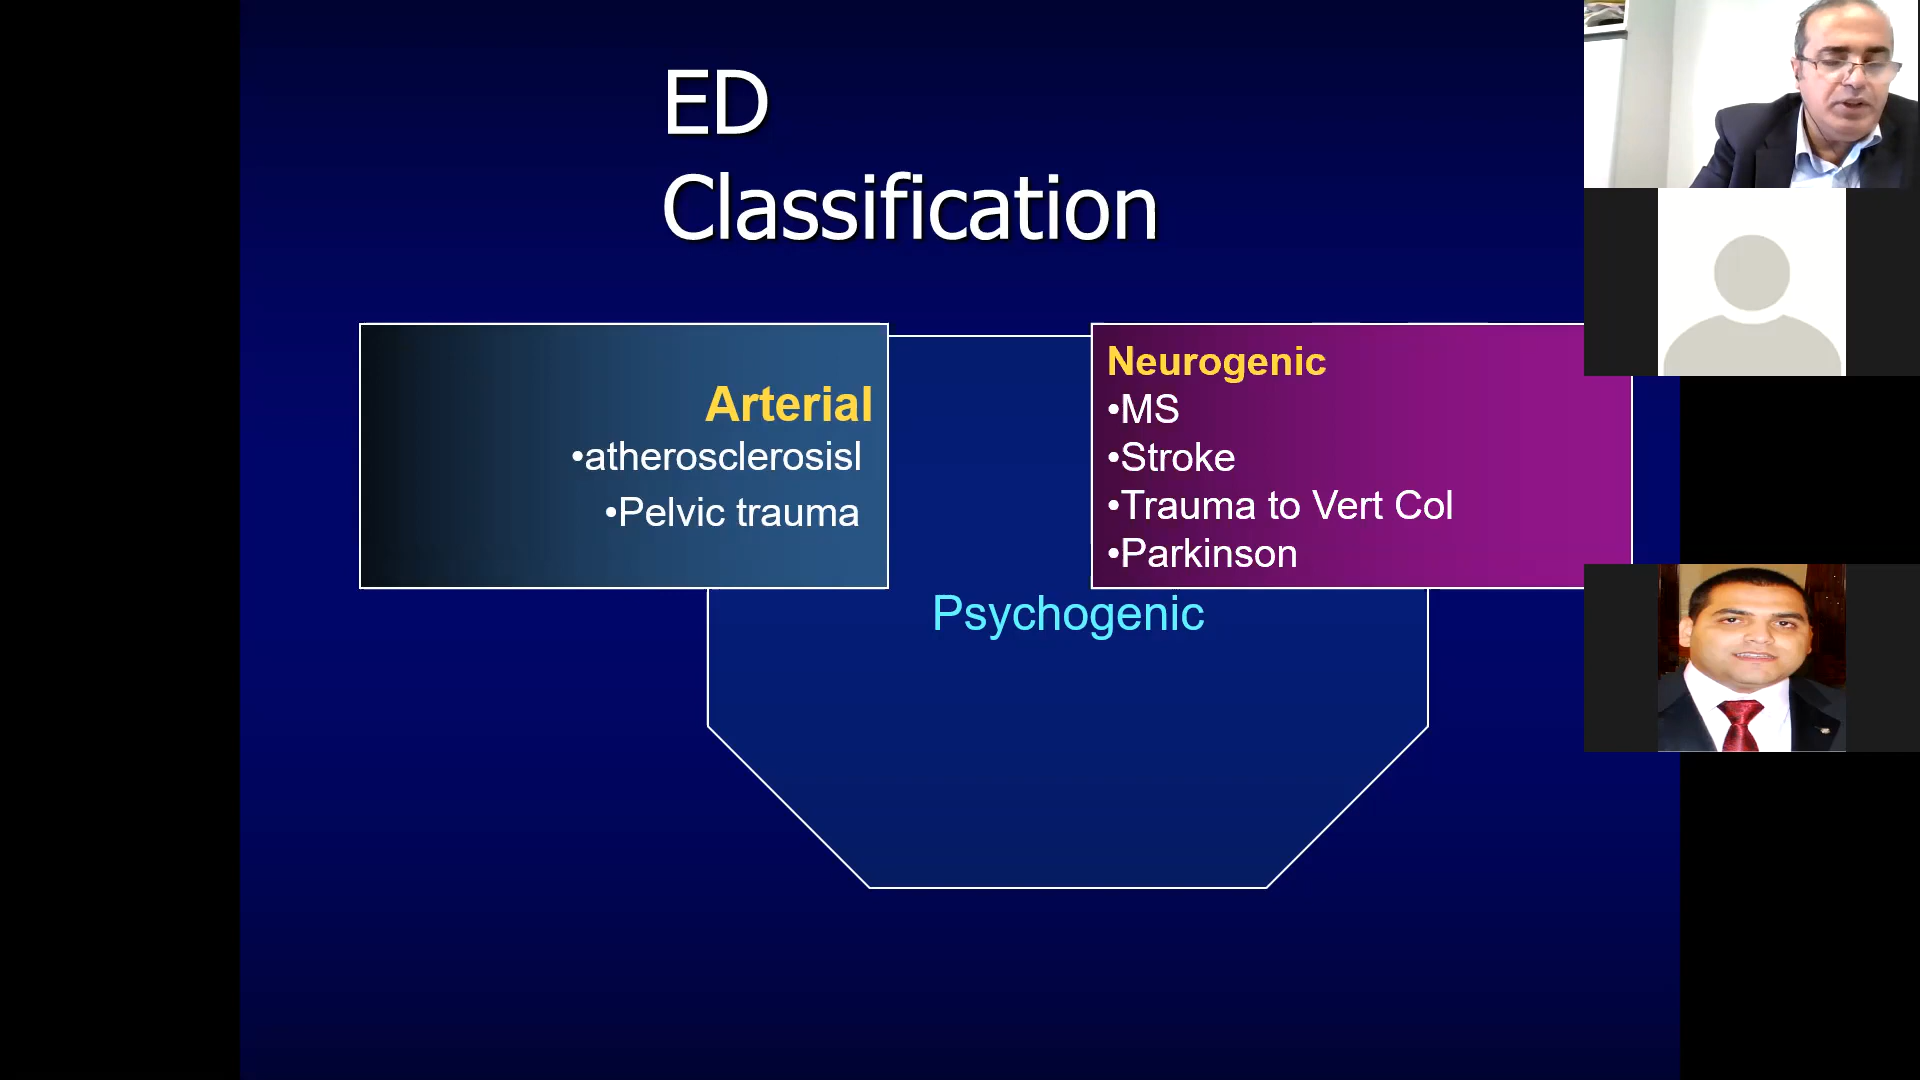 ED
Classification
Arterial
•atherosclerosisl
•Pelvic trauma
Neurogenic
•MS
•Stroke
•Trauma to Vert Col
•Parkinson
Psychogenic